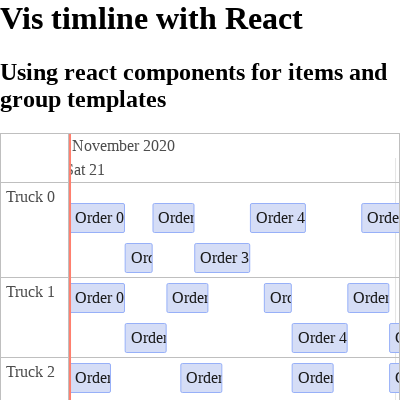 Vis timline with React
Using react components for items and
group templates
November 2020
Sat 21
Truck 0
Order 0 Order Order 4 Orde
Orc Order 3
Truck 1
Order 0 Order Orc Order
Order Order 4
Truck 2
Order Order Order